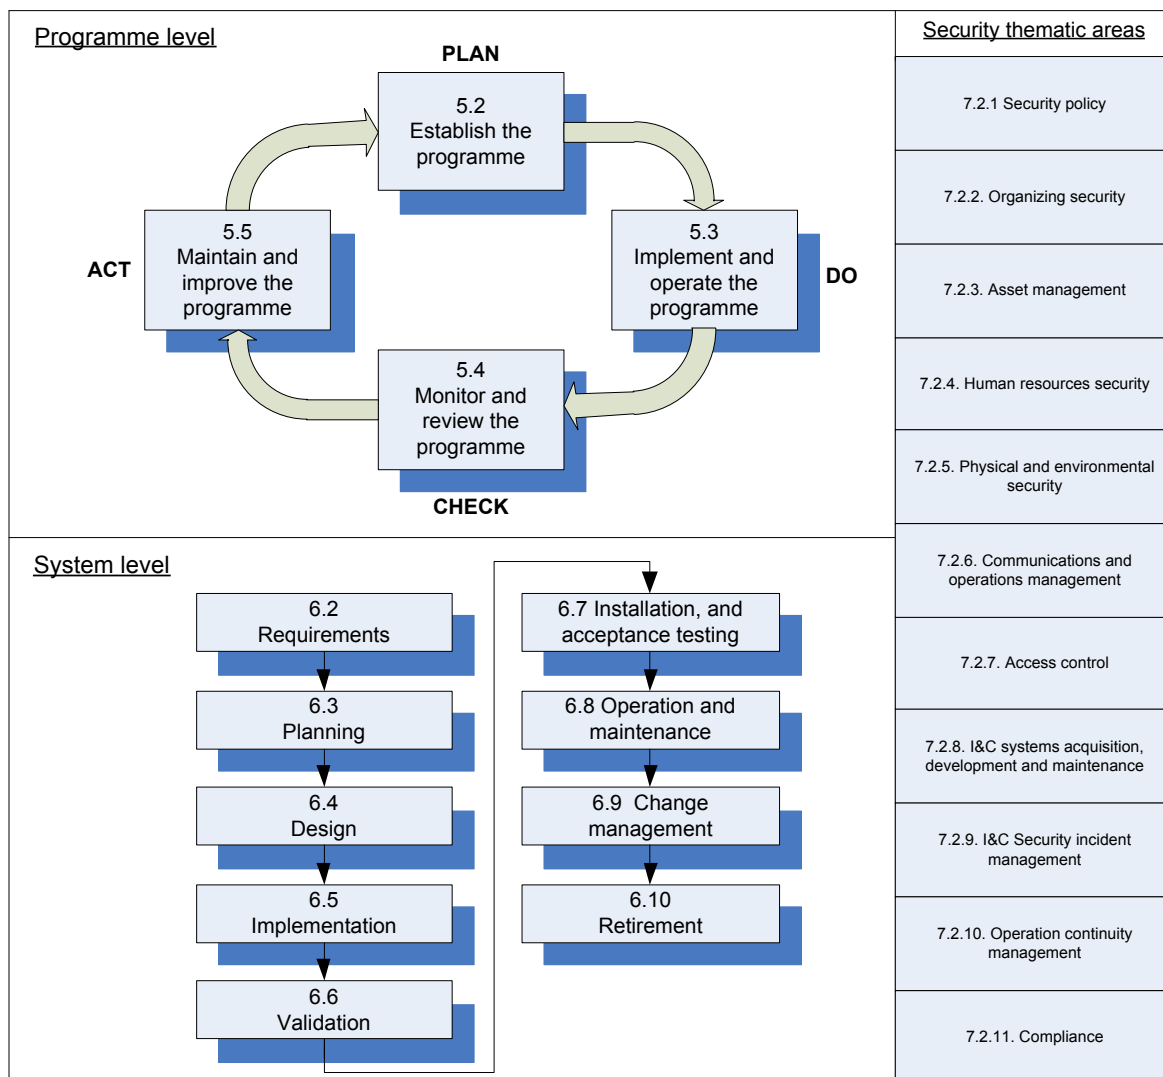 Programme level
PLAN
5.2
Establish the
programme
5.3
Implement and
operate the
programme
DO
5.4
Monitor and
review the
programme
CHECK
5.5
Maintain and
improve the
programme
ACT
System level
6.2
Requirements
6.3
Planning
6.4
Design
6.5
Implementation
6.6
Validation
6.7 Installation, and
acceptance testing
6.8 Operation and
maintenance
6.9 Change
management
6.10
Retirement
Security thematic areas
7.2.1 Security policy
7.2.2. Organizing security
7.2.3. Asset management
7.2.4. Human resources security
7.2.5. Physical and environmental
security
7.2.6. Communications and
operations management
7.2.7. Access control
7.2.8. I&C systems acquisition,
development and maintenance
7.2.9. I&C Security incident
management
7.2.10. Operation continuity
management
7.2.11. Compliance